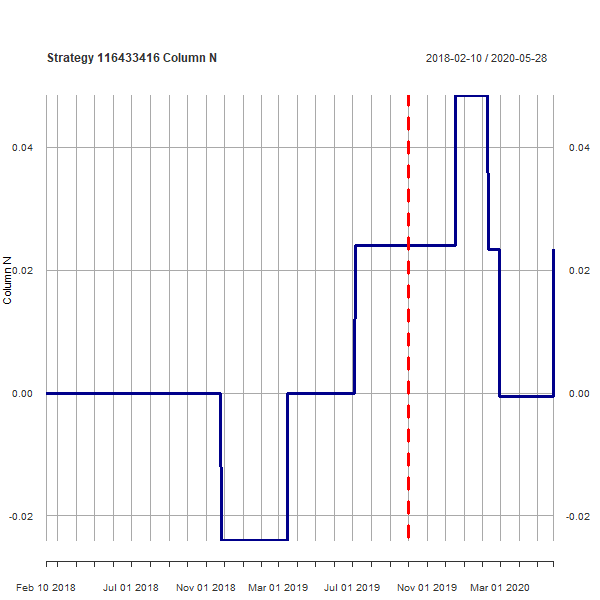 Strategy 116433416 Column N
2018-02-10 / 2020-05-28
0.04 0.04
0.02 0.02
Column N
0.00 0.00
-0.02 -0.02
Feb 10 2018 Jul 01 2018 Nov 01 2018 Mar 01 2019 Jul 01 2019 Nov 01 2019 Mar 01 2020